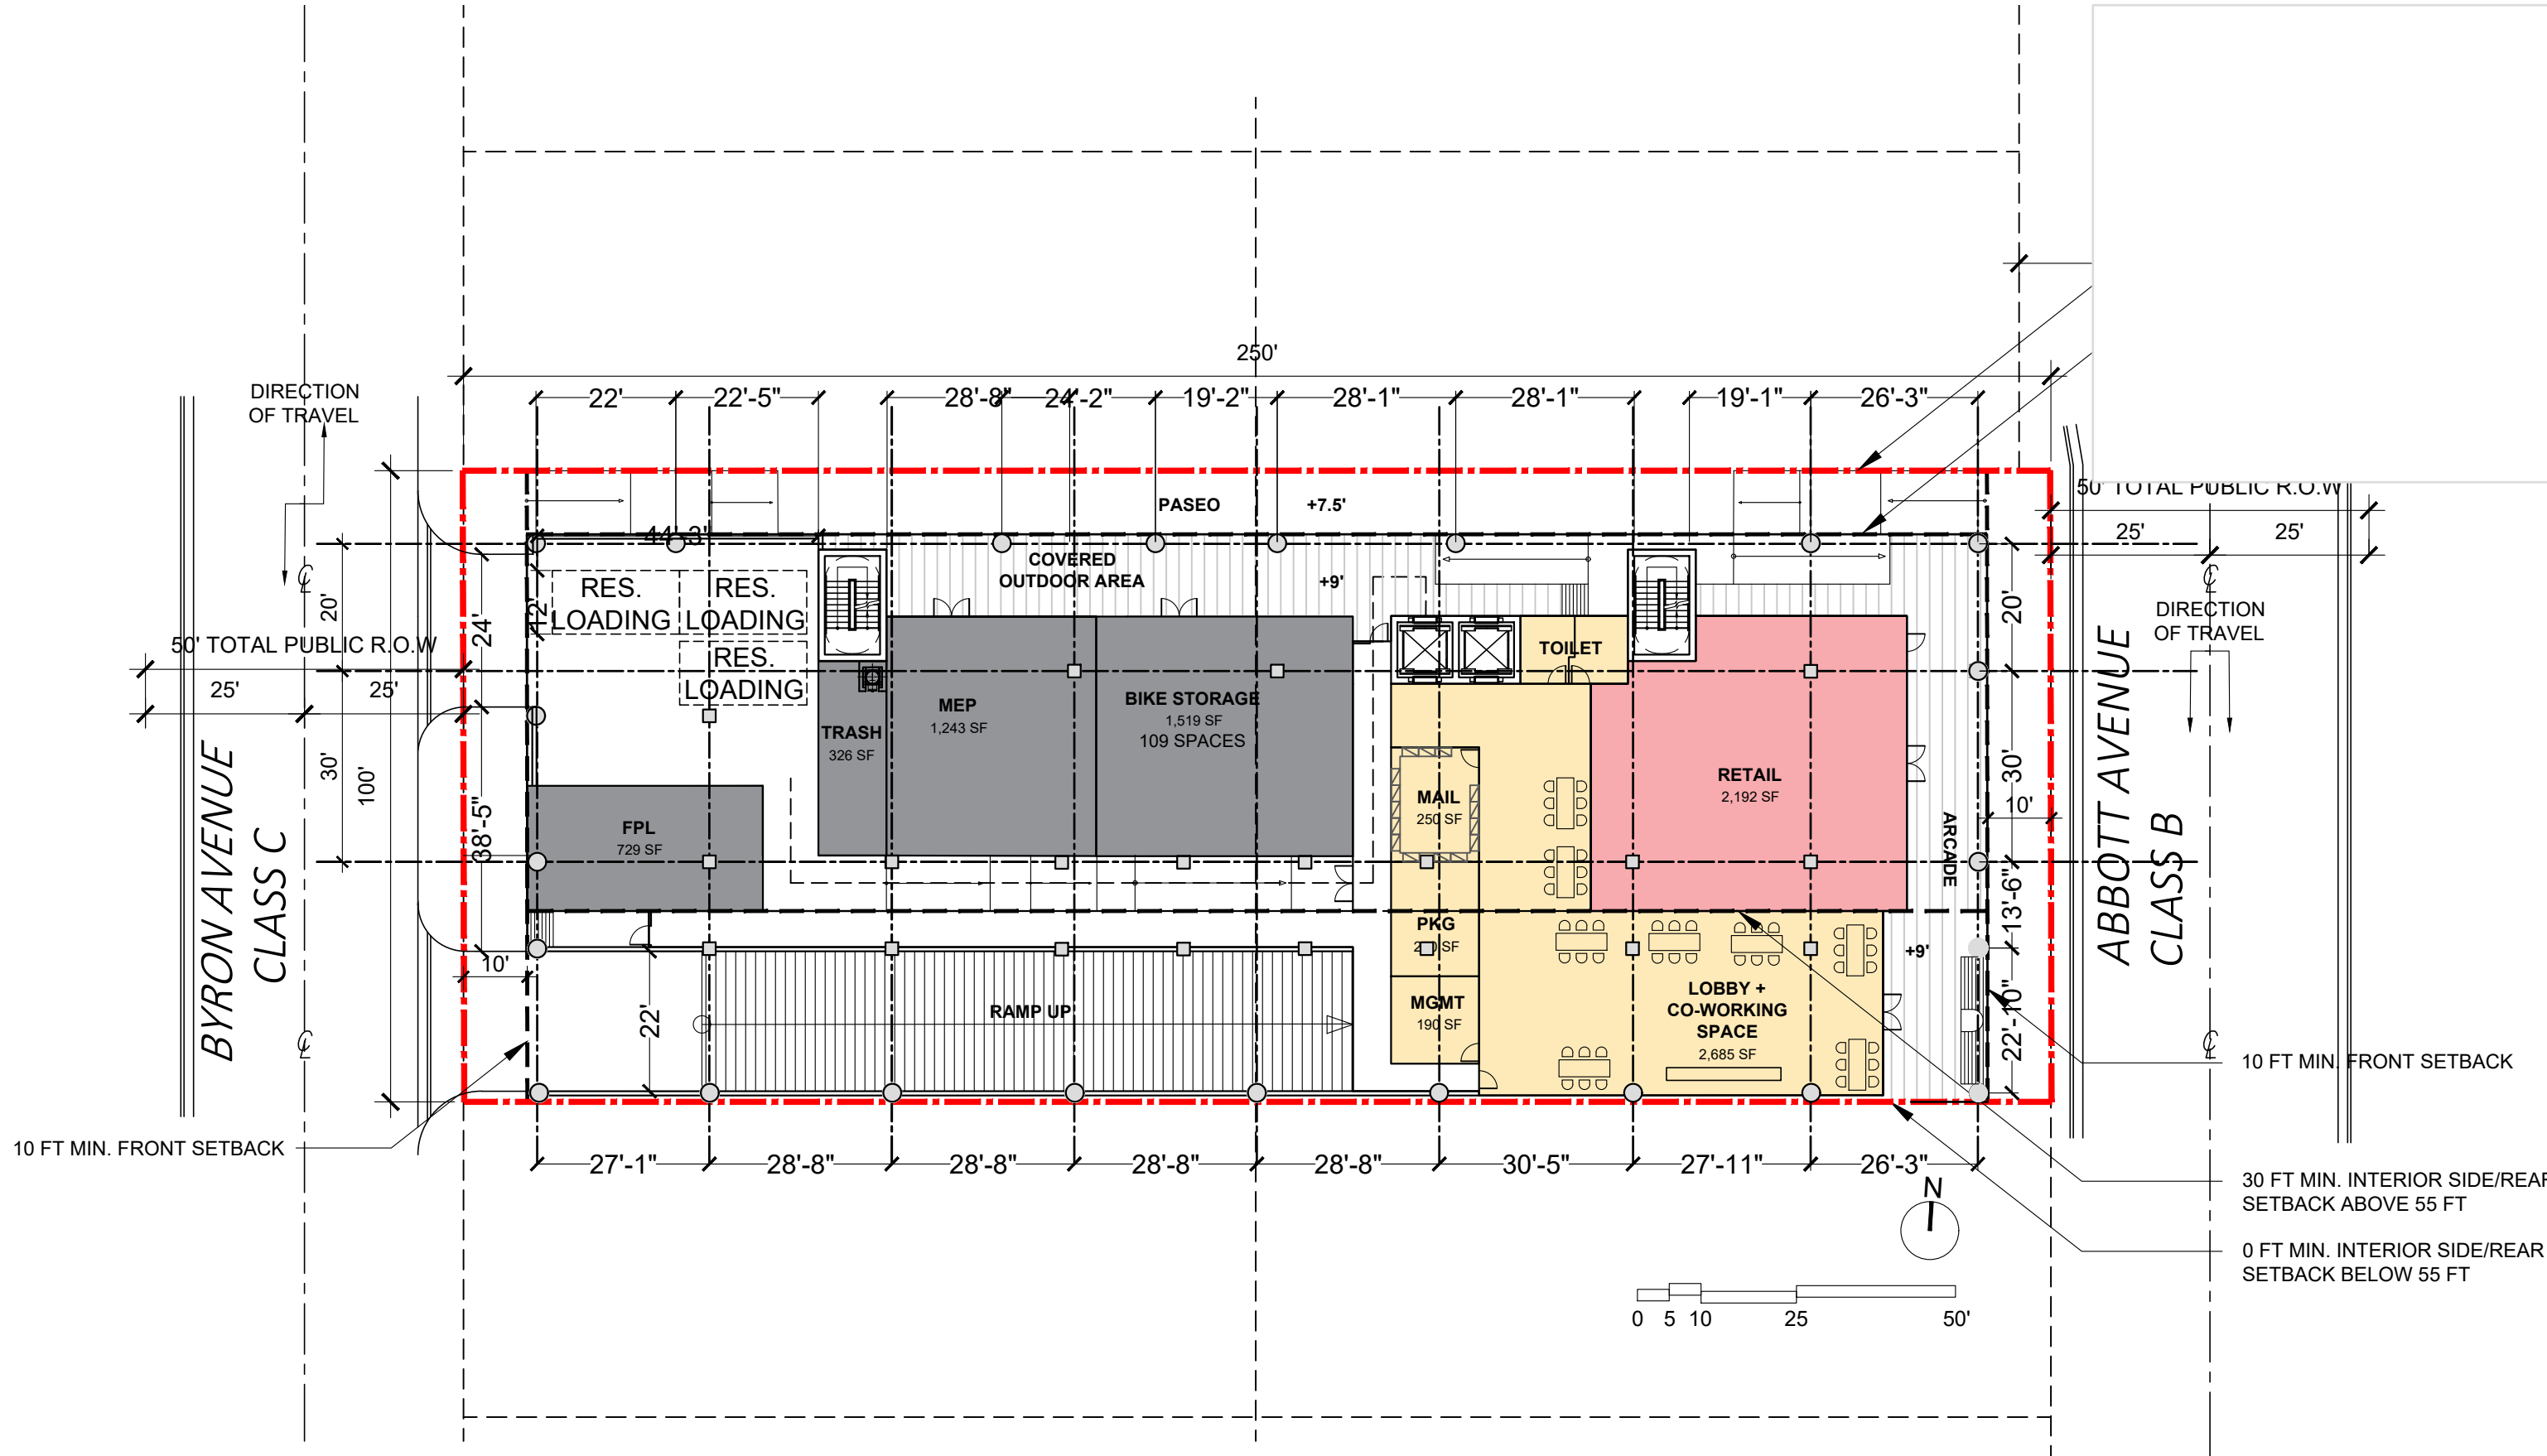 250'
DIRECTION
OF TRAVEL
22'
22'-5"
28'-8"
24'-2"
19'-2"
28'-1"
28'-1"
19'-1"
26'-3"
PASEO
+7.5'
50' TOTAL PUBLIC R.O.W
25'
25'
44'-3"
COVERED
OUTDOOR AREA
+9'
RES.
LOADING
RES.
LOADING
12'
20'
24'
20'
DIRECTION
OF TRAVEL
50' TOTAL PUBLIC R.O.W
25'
25'
RES.
LOADING
TOILET
MEP
1,243 SF
BIKE STORAGE
1,519 SF
109 SPACES
TRASH
326 SF
30'
100'
38'-5"
RETAIL
2,192 SF
MAIL
250 SF
30'
10'
FPL
729 SF
ARCADE
BYRON AVENUE
CLASS C
ABBOTT AVENUE
CLASS B
13'-6"
PKG
SF
+9'
10'
22'
RAMP UP
MGMT
190 SF
LOBBY +
CO-WORKING
SPACE
2,685 SF
22'-10"
10 FT MIN. FRONT SETBACK
10 FT MIN. FRONT SETBACK
27'-1"
28'-8"
28'-8"
28'-8"
28'-8"
30'-5"
27'-11"
26'-3"
30 FT MIN. INTERIOR SIDE/REAR
SETBACK ABOVE 55 FT
N
0 FT MIN. INTERIOR SIDE/REAR
SETBACK BELOW 55 FT
0 5 10 25 50'